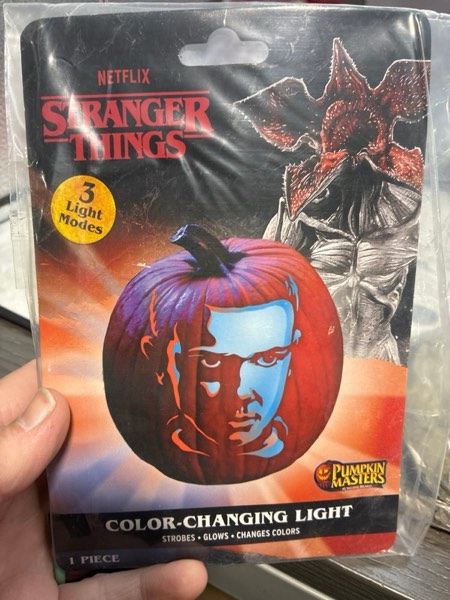 NETFLIX
STRANGER
THINGS
3
Light
Modes
PUMPKIN
MASTERS
COLOR-CHANGING LIGHT
STROBES • GLOWS • CHANGES COLORS
1 PIECE